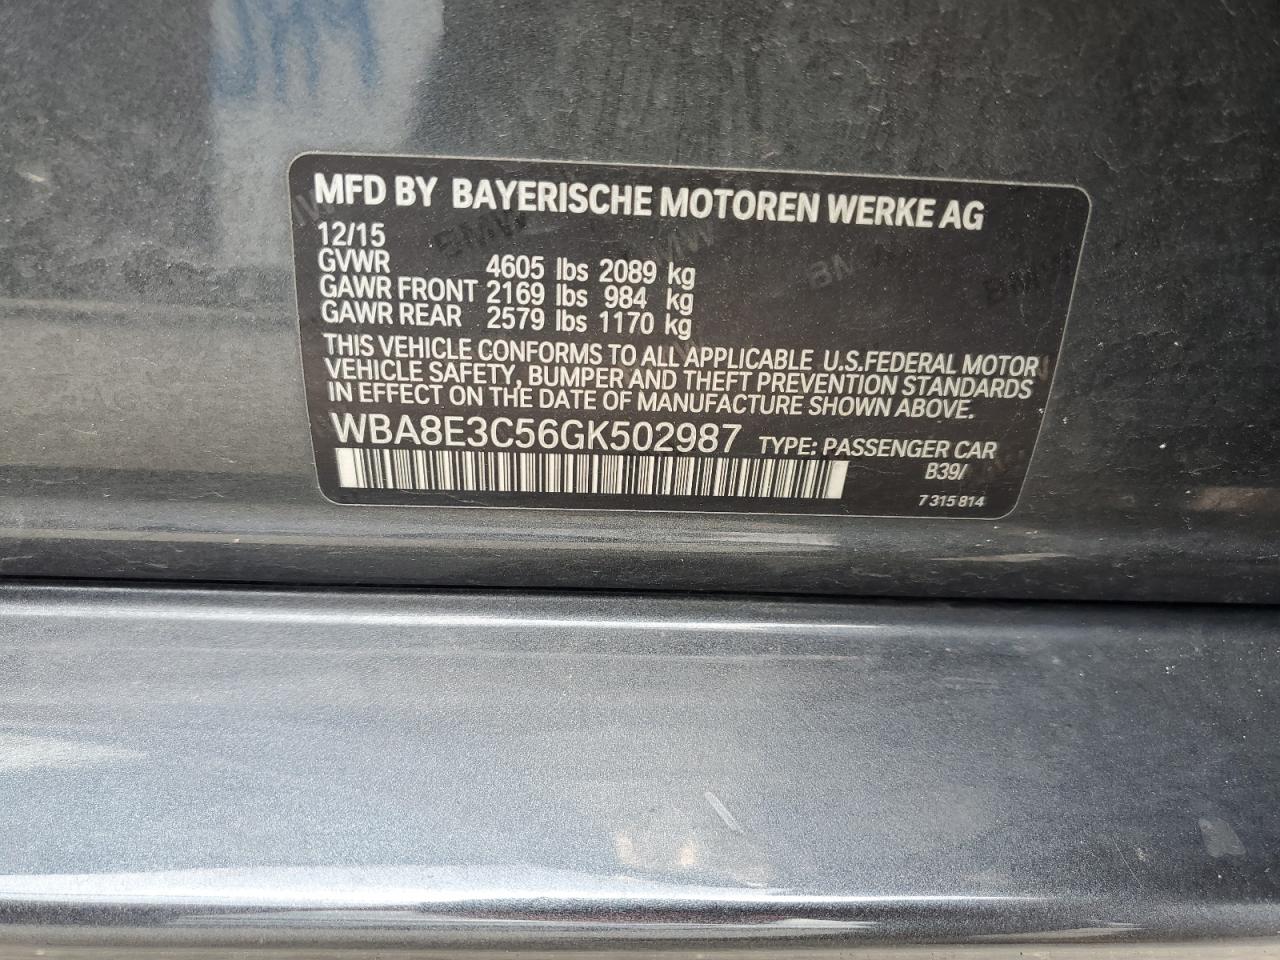 MFD BY BAYERISCHE MOTOREN WERKE AG
12/15
GVWR 4605 lbs 2089 kg
GAWR FRONT 2169 lbs 984 kg
GAWR REAR 2579 lbs 1170 kg
THIS VEHICLE CONFORMS TO ALL APPLICABLE U.S.FEDERAL MOTOR
VEHICLE SAFETY, BUMPER AND THEFT PREVENTION STANDARDS
IN EFFECT ON THE DATE OF MANUFACTURE SHOWN ABOVE.
WBA8E3C56GK502987 TYPE: PASSENGER CAR
B39/
7 315 814